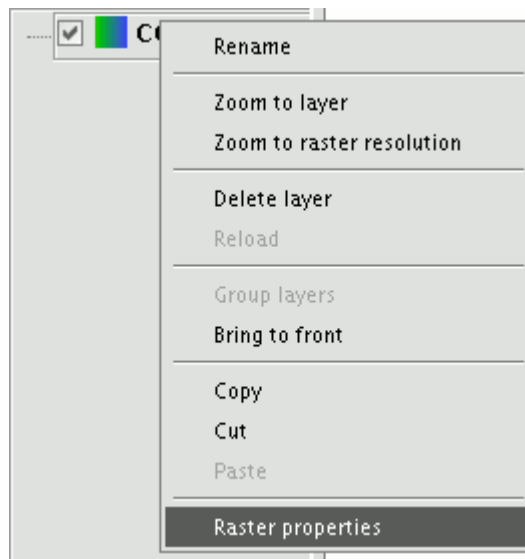 Rename
Zoom to layer
Zoom to raster resolution
Delete layer
Reload
Group layers
Bring to front
Copy
Cut
Paste
Raster properties